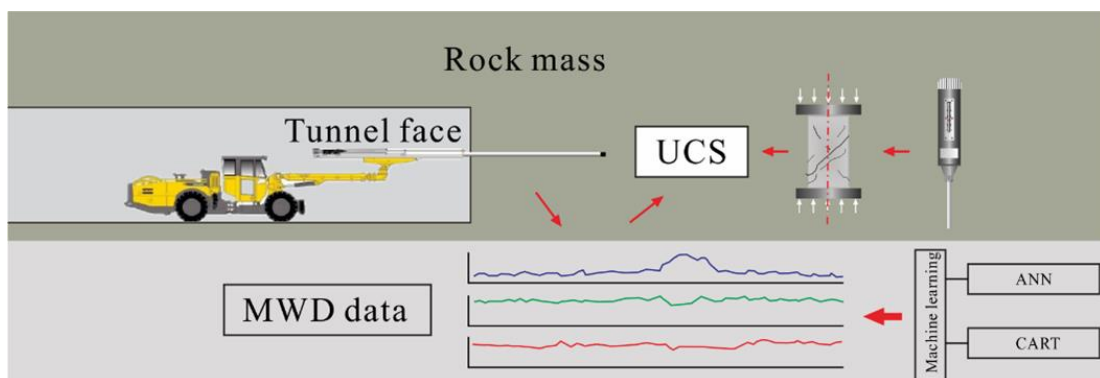 Rock mass
Tunnel face
UCS
MWD data
Machine learning
ANN
CART